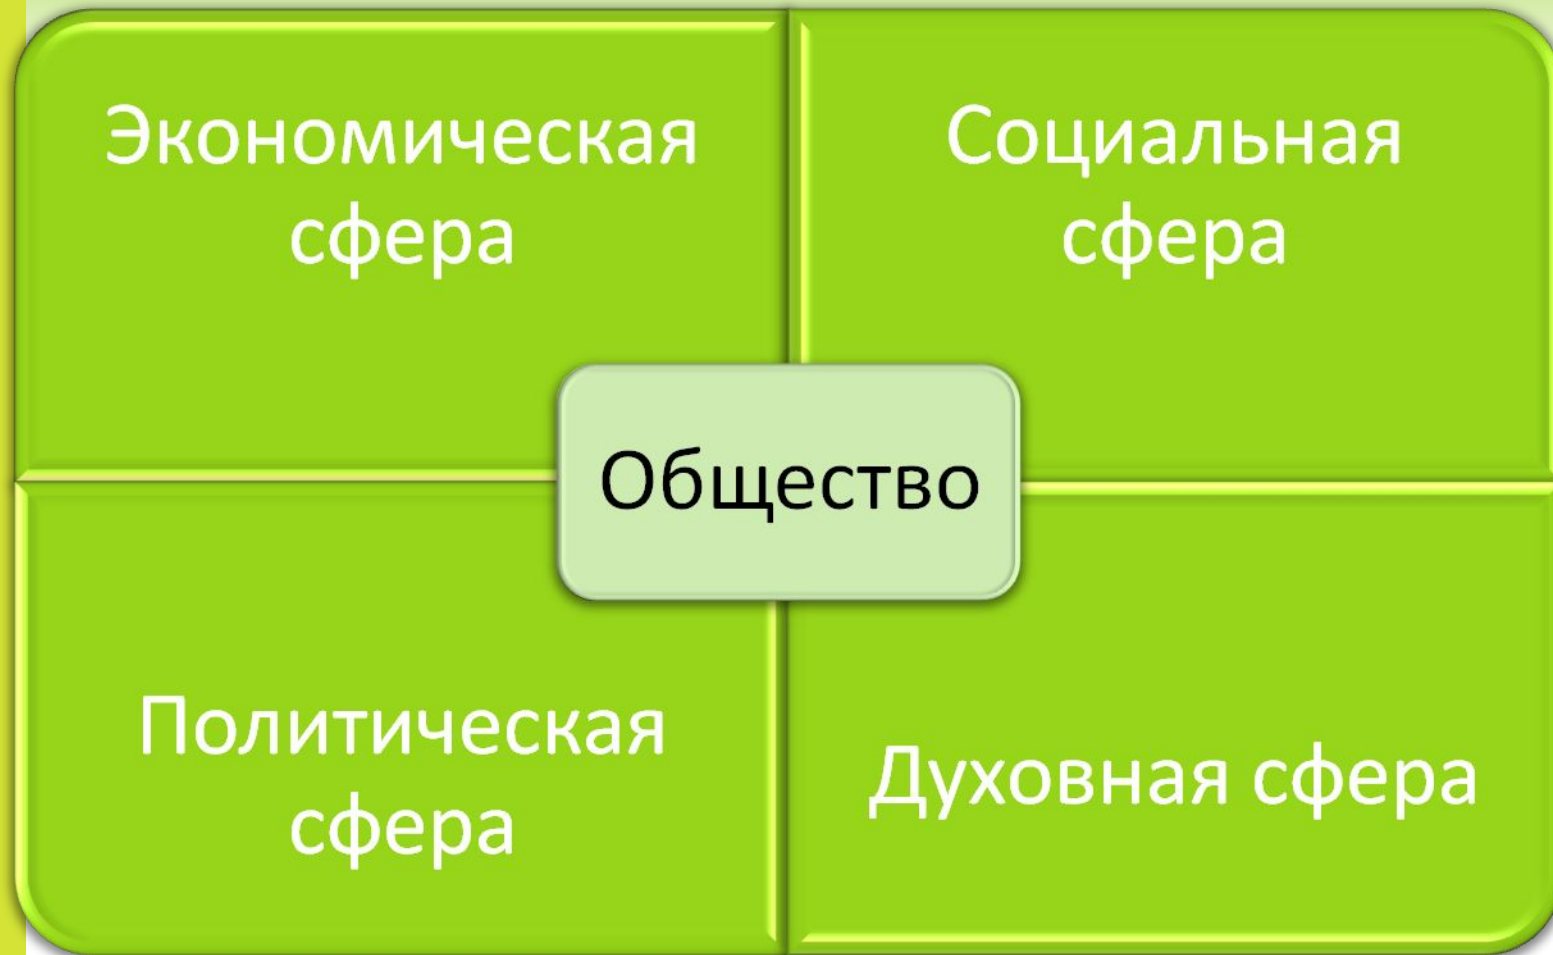 Экономическая
сфера
Социальная
сфера
Общество
Политическая
сфера
Духовная сфера